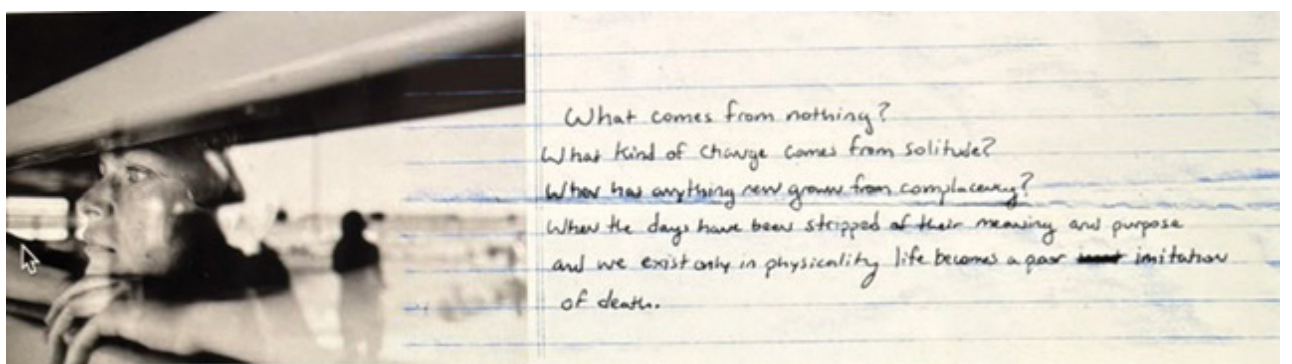 What comes from nothing?
What kind of change comes from solitude?
When has anything new grown from complacency?
When the days have been stripped of their meaning and purpose
and we exist only in physicality life becomes a poor imitation
of death.